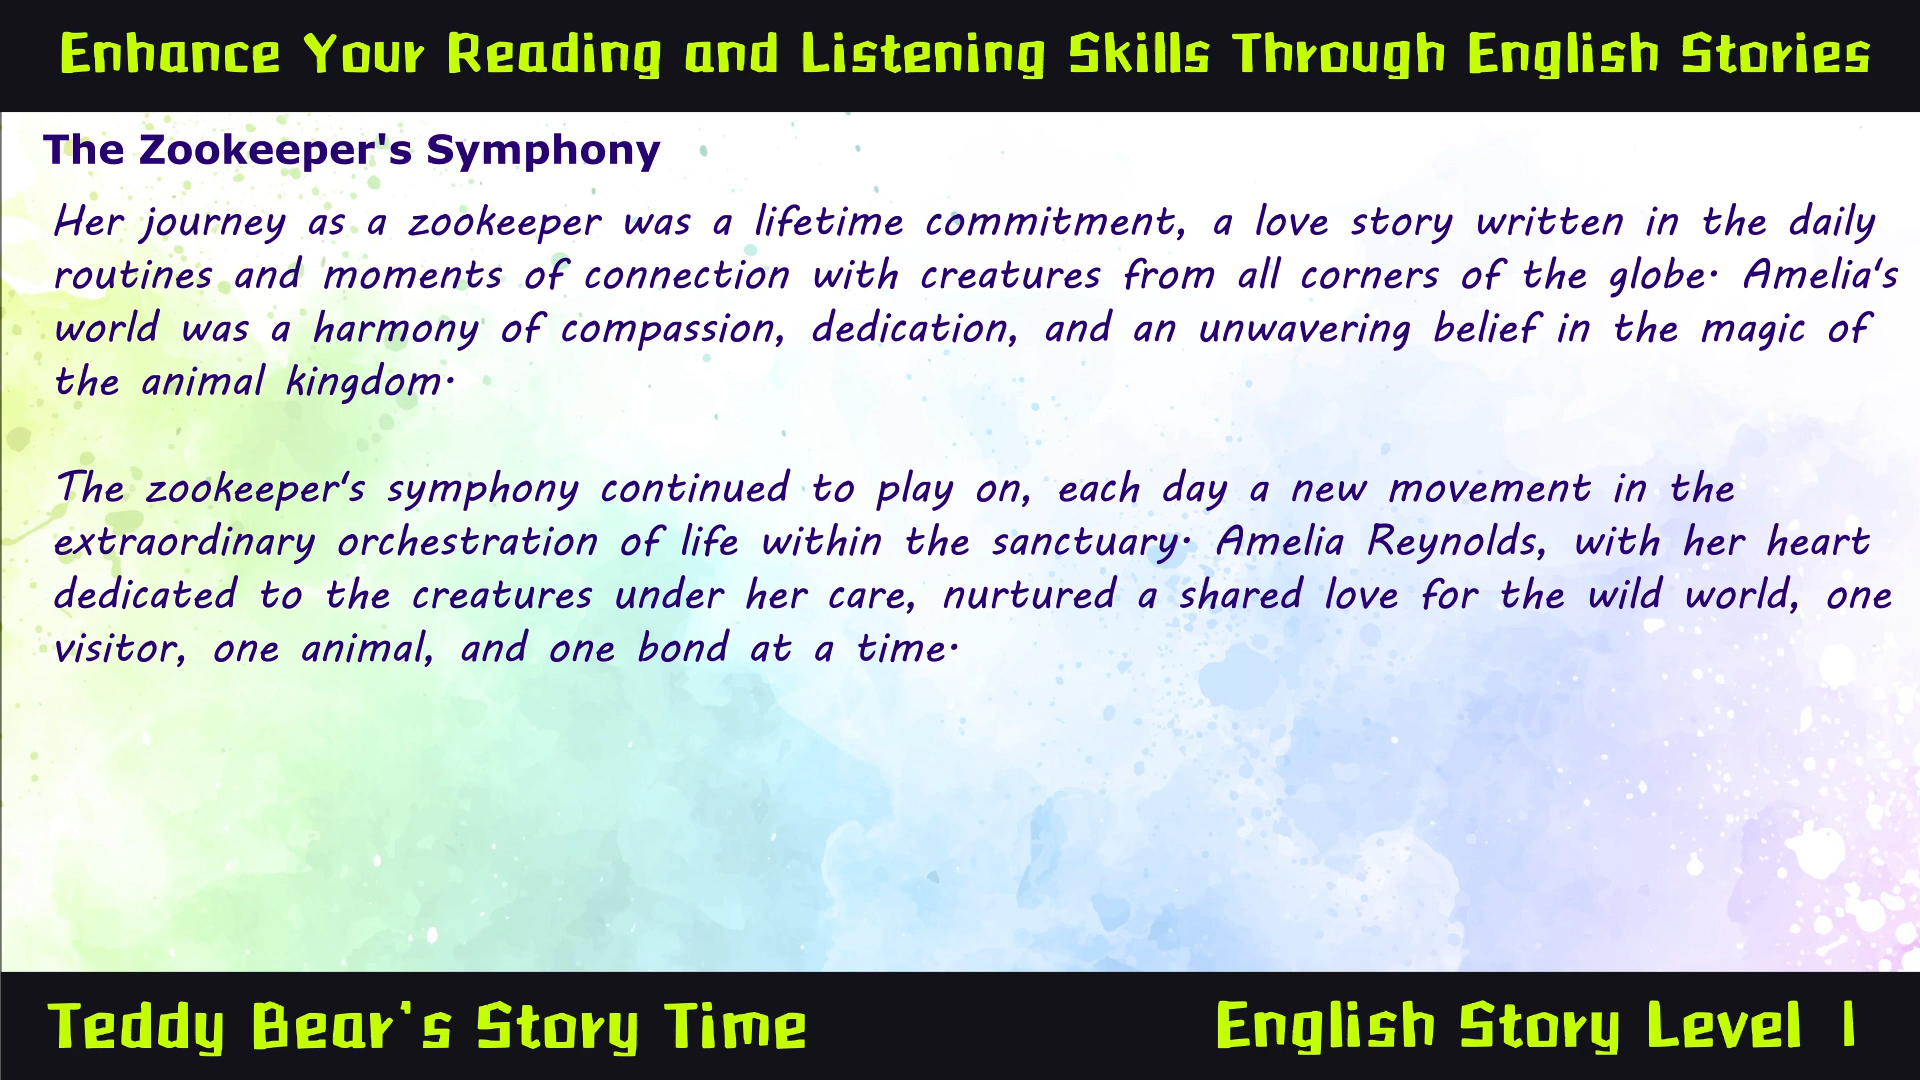 Enhance Your Reading and Listening Skills Through English Stories
The Zookeeper's Symphony
Her journey as a zookeeper was a lifetime commitment, a love story written in the daily
routines and moments of connection with creatures from all corners of the globe. Amelia's
world was a harmony of compassion, dedication, and an unwavering belief in the magic of
the animal kingdom.
The zookeeper's symphony continued to play on, each day a new movement in the
extraordinary orchestration of life within the sanctuary. Amelia Reynolds, with her heart
dedicated to the creatures under her care, nurtured a shared love for the wild world, one
visitor, one animal, and one bond at a time.
Teddy Bear's Story Time
English Story Level 1